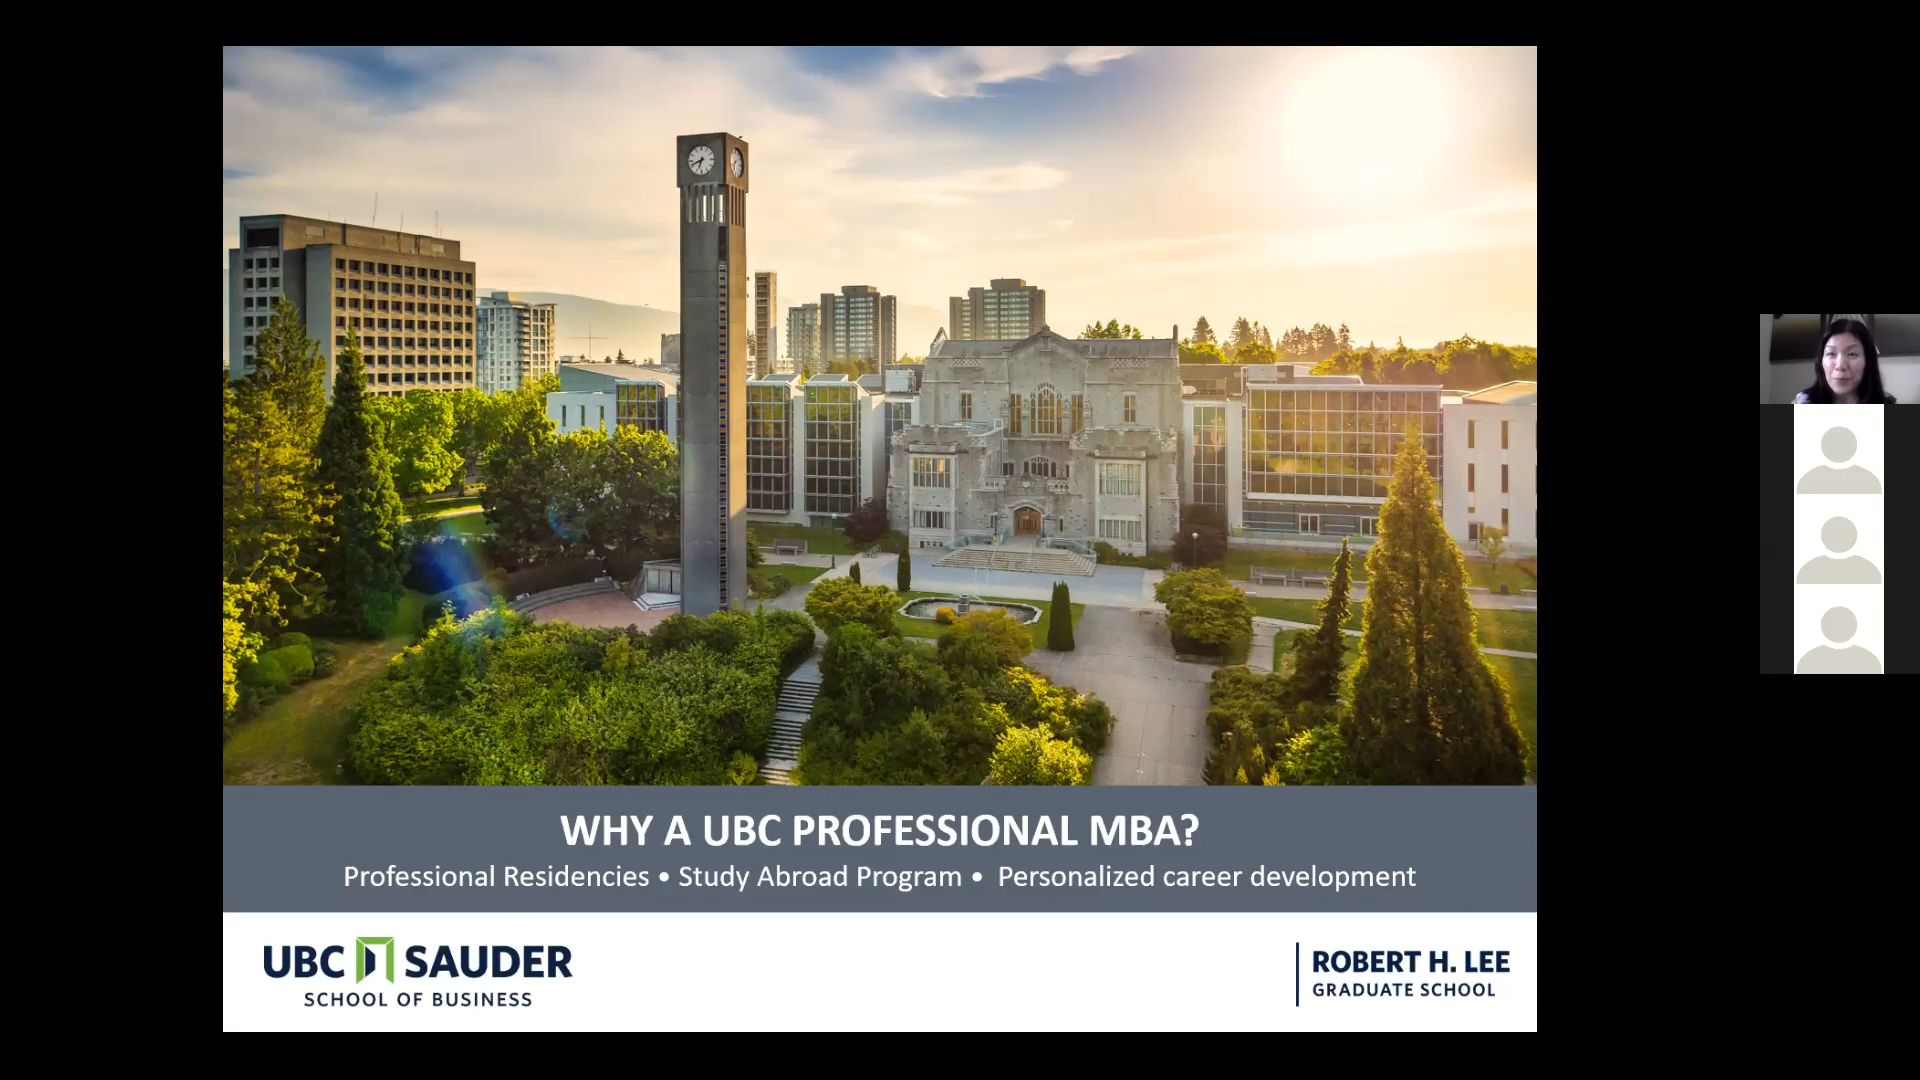 WHY A UBC PROFESSIONAL MBA?
Professional Residencies • Study Abroad Program • Personalized career development
UBC SAUDER
SCHOOL OF BUSINESS
ROBERT H. LEE
GRADUATE SCHOOL